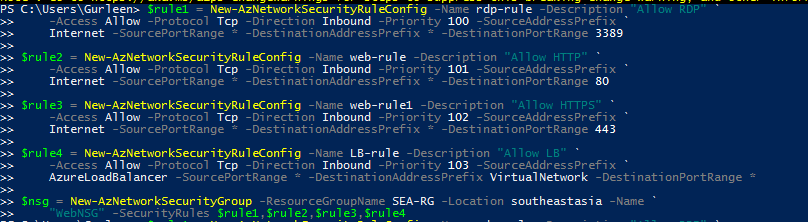 PS C:\Users\Gurleen> $rule1 = New-AzNetworkSecurityRuleConfig -Name rdp-rule -Description "Allow RDP" `
>>     -Access Allow -Protocol Tcp -Direction Inbound -Priority 100 -SourceAddressPrefix `
>>     Internet -SourcePortRange * -DestinationAddressPrefix * -DestinationPortRange 3389
>>
>> $rule2 = New-AzNetworkSecurityRuleConfig -Name web-rule -Description "Allow HTTP" `
>>     -Access Allow -Protocol Tcp -Direction Inbound -Priority 101 -SourceAddressPrefix `
>>     Internet -SourcePortRange * -DestinationAddressPrefix * -DestinationPortRange 80
>>
>> $rule3 = New-AzNetworkSecurityRuleConfig -Name web-rule1 -Description "Allow HTTPS" `
>>     -Access Allow -Protocol Tcp -Direction Inbound -Priority 102 -SourceAddressPrefix `
>>     Internet -SourcePortRange * -DestinationAddressPrefix * -DestinationPortRange 443
>>
>> $rule4 = New-AzNetworkSecurityRuleConfig -Name LB-rule -Description "Allow LB" `
>>     -Access Allow -Protocol Tcp -Direction Inbound -Priority 103 -SourceAddressPrefix `
>>     AzureLoadBalancer -SourcePortRange * -DestinationAddressPrefix VirtualNetwork -DestinationPortRange *
>>
>> $nsg = New-AzNetworkSecurityGroup -ResourceGroupName SEA-RG -Location southeastasia -Name `
>>     "WebNSG" -SecurityRules $rule1,$rule2,$rule3,$rule4